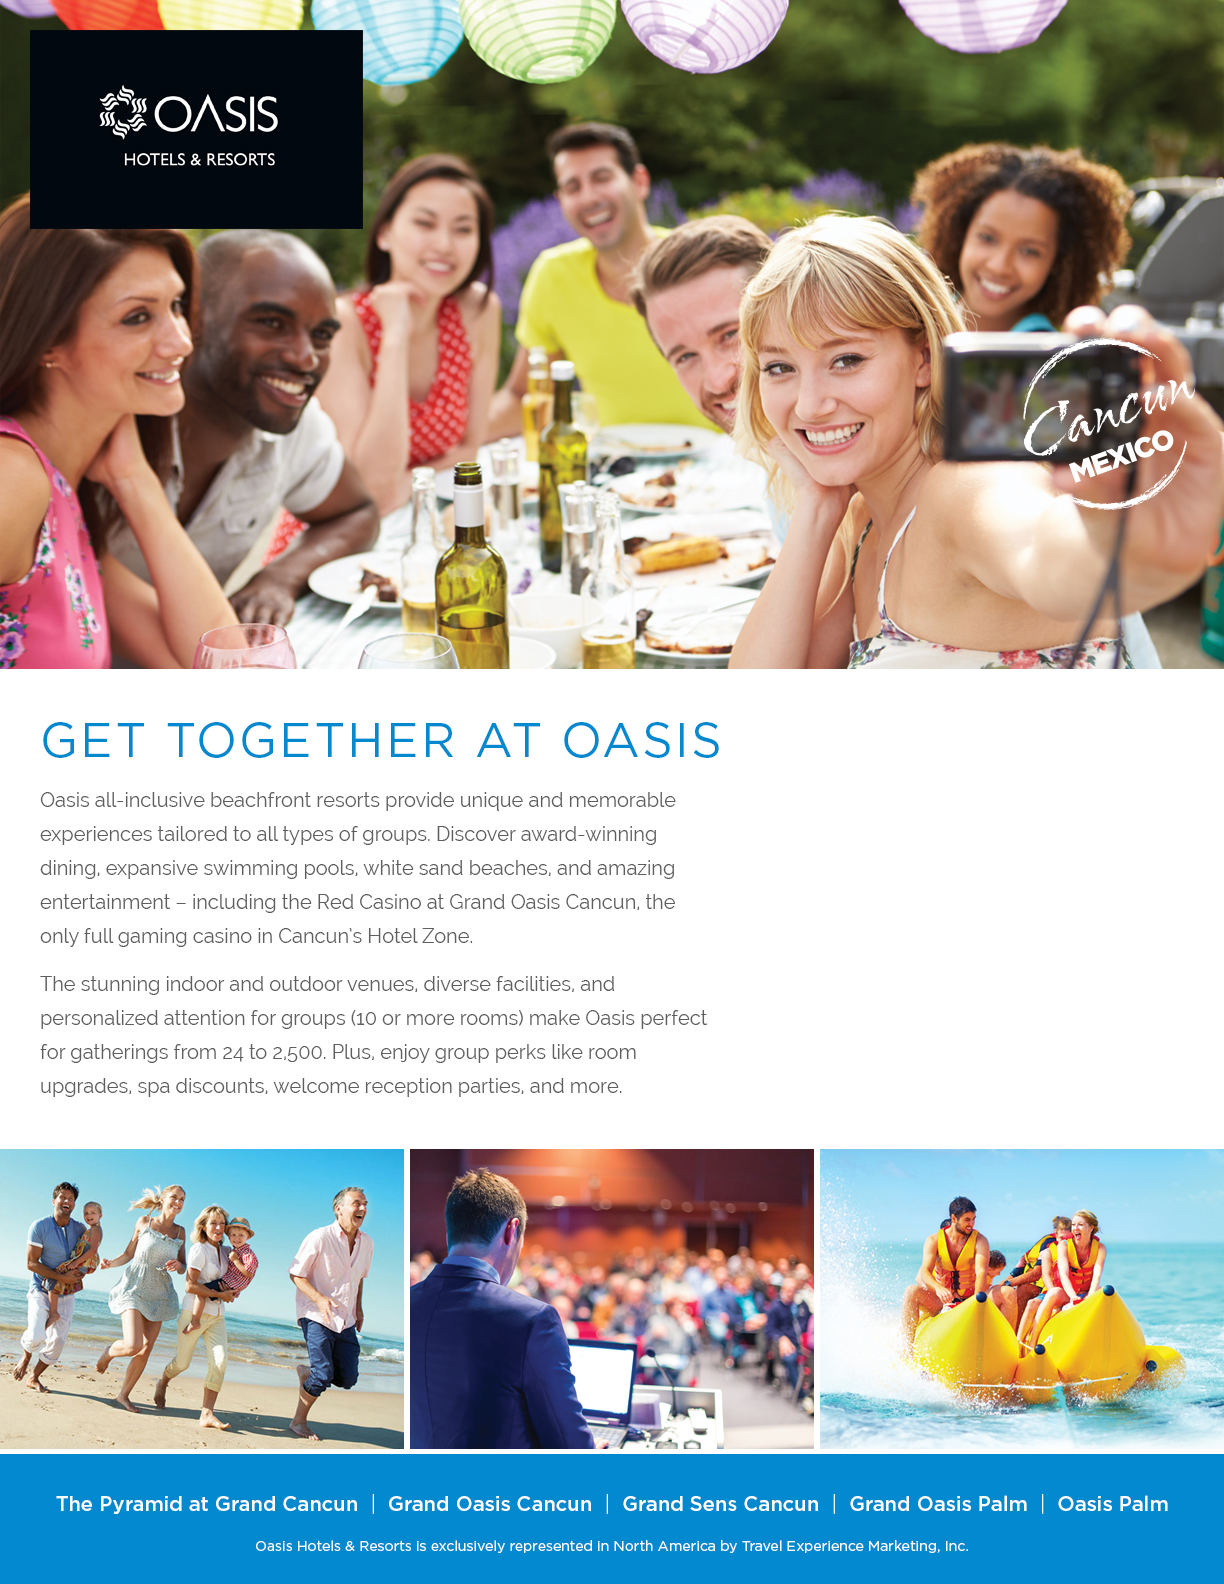 OASIS
HOTELS & RESORTS
Cancun
MEXICO
GET TOGETHER AT OASIS
Oasis all-inclusive beachfront resorts provide unique and memorable
experiences tailored to all types of groups. Discover award-winning
dining, expansive swimming pools, white sand beaches, and amazing
entertainment – including the Red Casino at Grand Oasis Cancun, the
only full gaming casino in Cancun's Hotel Zone.
The stunning indoor and outdoor venues, diverse facilities, and
personalized attention for groups (10 or more rooms) make Oasis perfect
for gatherings from 24 to 2,500. Plus, enjoy group perks like room
upgrades, spa discounts, welcome reception parties, and more.
The Pyramid at Grand Cancun | Grand Oasis Cancun | Grand Sens Cancun | Grand Oasis Palm | Oasis Palm
Oasis Hotels & Resorts is exclusively represented in North America by Travel Experience Marketing, Inc.